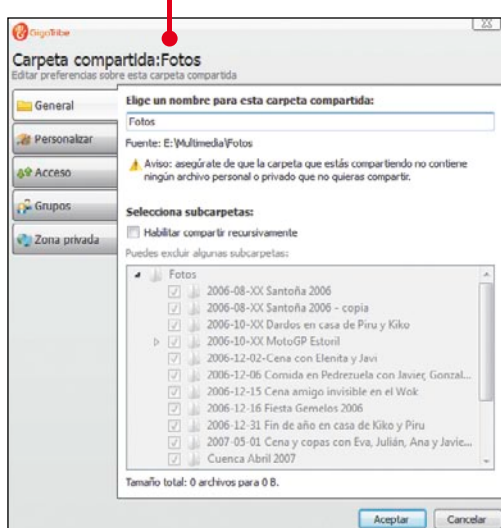 GigaTribe
Carpeta compartida:Fotos
Editar preferencias sobre esta carpeta compartida
General
Personalizar
Acceso
Grupos
Zona privada
Elige un nombre para esta carpeta compartida:
Fotos
Fuente: E:\Multimedia\Fotos
Aviso: asegúrate de que la carpeta que estás compartiendo no contiene
ningún archivo personal o privado que no quieras compartir.
Selecciona subcarpetas:
Habilitar compartir recursivamente
Puedes excluir algunas subcarpetas:
Fotos
2006-08-XX Santoña 2006
2006-08-XX Santoña 2006 - copia
2006-10-XX Dardos en casa de Piru y Kiko
2006-10-XX MotoGP Estoril
2006-12-02-Cena con Elenita y Javi
2006-12-06 Comida en Pedrezuela con Javier, Gonzal...
2006-12-15 Cena amigo invisible en el Wok
2006-12-16 Fiesta Gemelos 2006
2006-12-31 Fin de año en casa de Kiko y Piru
2007-05-01 Cena y copas con Eva, Julián, Ana y Javie...
Cuenca Abril 2007
Tamaño total: 0 archivos para 0 B.
Aceptar
Cancelar